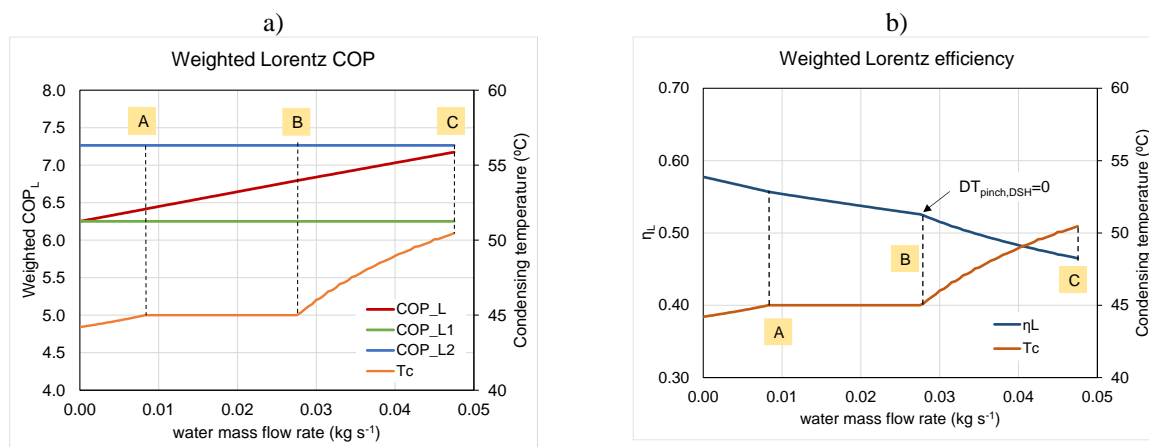 a)
Weighted Lorentz COP
8.0
7.5
7.0
6.5
6.0
5.5
5.0
4.5
4.0
Weighted COP_L
60
55
50
45
40
Condensing temperature (ºC)
A
B
C
COP_L
COP_L1
COP_L2
Tc
0.00 0.01 0.02 0.03 0.04 0.05
water mass flow rate (kg s⁻¹)
b)
Weighted Lorentz efficiency
0.70
0.60
0.50
0.40
0.30
η_L
60
55
50
45
40
Condensing temperature (ºC)
DT_pinch,DSH=0
B
A
C
ηL
Tc
0.00 0.01 0.02 0.03 0.04 0.05
water mass flow rate (kg s⁻¹)